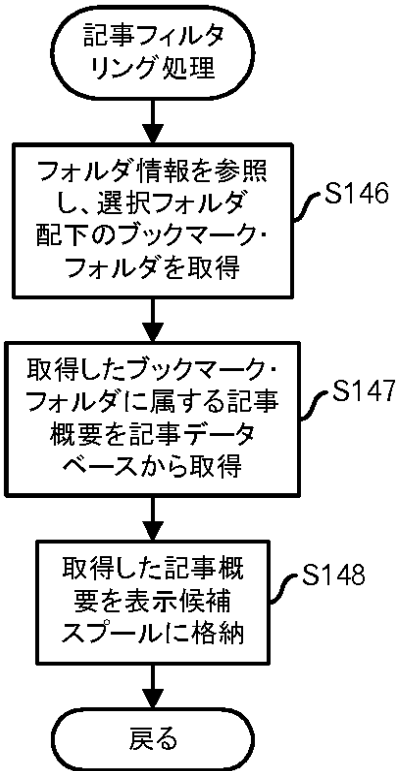 記事フィルタ
リング処理
フォルダ情報を参照
し、選択フォルダ
配下のブックマーク・
フォルダを取得
S146
取得したブックマーク・
フォルダに属する記事
概要を記事データ
ベースから取得
S147
取得した記事概
要を表示候補
スプールに格納
S148
戻る